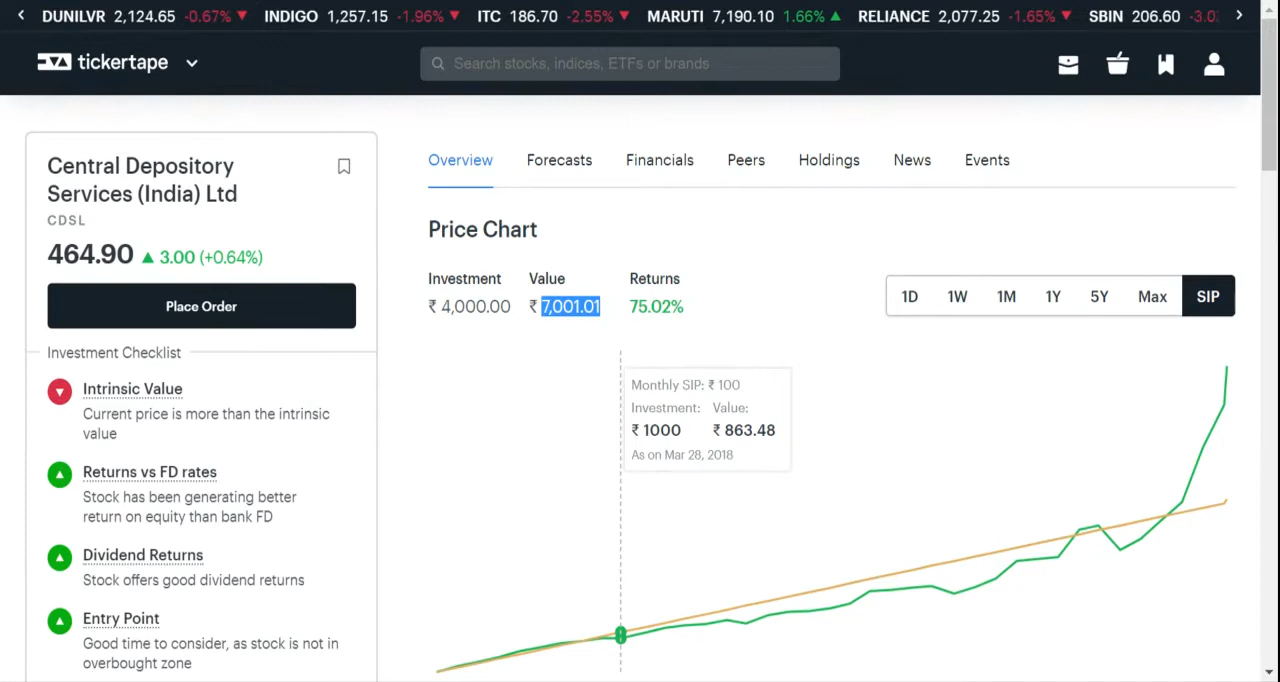 DUNILVR 2,124.65 -0.67% ▼ INDIGO 1,257.15 -1.96% ▼ ITC 186.70 -2.55% ▼ MARUTI 7,190.10 1.66% ▲ RELIANCE 2,077.25 -1.65% ▼ SBIN 206.60
tickertape
Search stocks, indices, ETFs or brands
Central Depository
Services (India) Ltd
CDSL
464.90 ▲ 3.00 (+0.64%)
Place Order
Investment Checklist
Intrinsic Value
Current price is more than the intrinsic
value
Returns vs FD rates
Stock has been generating better
return on equity than bank FD
Dividend Returns
Stock offers good dividend returns
Entry Point
Good time to consider, as stock is not in
overbought zone
Overview Forecasts Financials Peers Holdings News Events
Price Chart
Investment Value Returns
₹ 4,000.00 ₹ 7,001.01 75.02%
1D 1W 1M 1Y 5Y Max SIP
Monthly SIP: ₹ 100
Investment: Value:
₹ 1000 ₹ 863.48
As on Mar 28, 2018